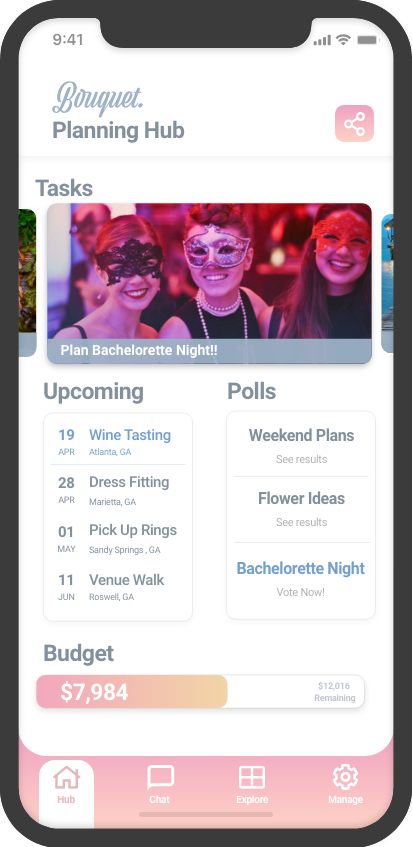 9:41
Bouquet.
Planning Hub
Tasks
Plan Bachelorette Night!!
Upcoming
19 Wine Tasting
APR Atlanta, GA
28 Dress Fitting
APR Marietta, GA
01 Pick Up Rings
MAY Sandy Springs , GA
11 Venue Walk
JUN Roswell, GA
Polls
Weekend Plans
See results
Flower Ideas
See results
Bachelorette Night
Vote Now!
Budget
$7,984
$12,016
Remaining
Hub
Chat
Explore
Manage